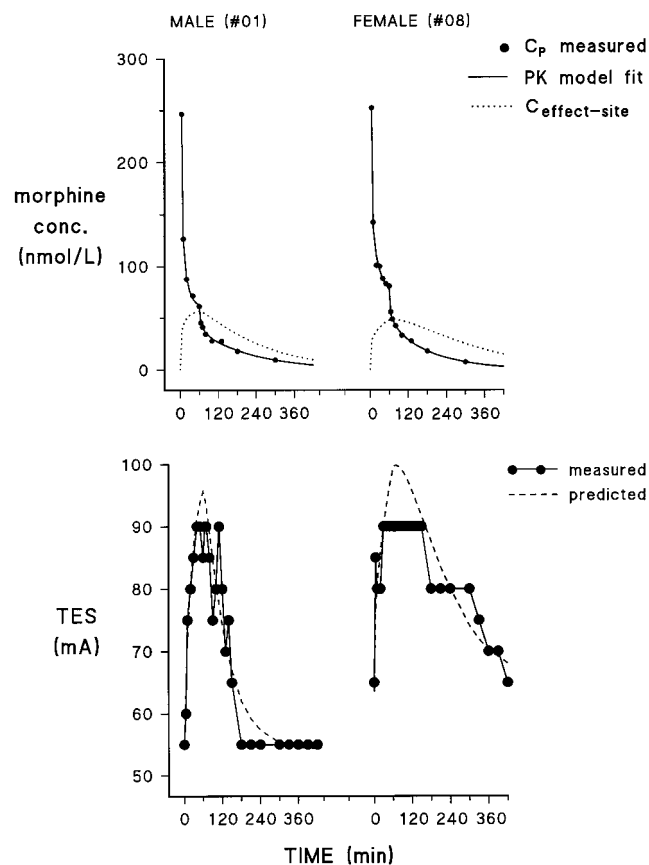 MALE (#01)
FEMALE (#08)
C_P measured
PK model fit
C_effect-site
300
200
100
0
morphine
conc.
(nmol/L)
0 120 240 360
0 120 240 360
measured
predicted
100
90
80
70
60
50
TES
(mA)
0 120 240 360
0 120 240 360
TIME (min)